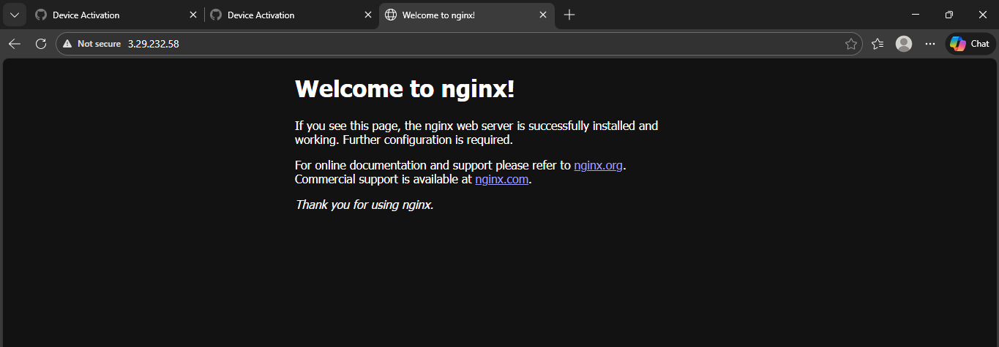 Device Activation
Device Activation
Welcome to nginx!
Not secure 3.29.232.58
Chat
Welcome to nginx!
If you see this page, the nginx web server is successfully installed and
working. Further configuration is required.
For online documentation and support please refer to nginx.org.
Commercial support is available at nginx.com.
Thank you for using nginx.